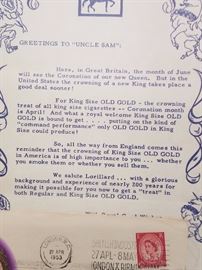 GREETINGS TO "UNCLE SAM":
Here, in Great Britain, the month of June
will see the Coronation of our new Queen. But in
the United States the crowning of a new King takes place a
good deal sooner!
For King Size OLD GOLD - the crowning
treat of all king size cigarettes -- Coronation month
is April! And what a royal welcome King Size OLD
GOLD is bound to get . . . putting on the kind of
"command performance" only OLD GOLD in King
Size could produce!
So, all the way from England comes this
reminder that the crowning of King Size OLD GOLD
in America is of high importance to you . . . whether
you smoke them or whether you sell them.
We salute Lorillard . . . with a glorious
background and experience of nearly 200 years for
making it possible for you now to get a "treat" in
both Regular and King Size OLD GOLD.
1953
27 APL-8 MAY
LONDON & BIRMINGHAM